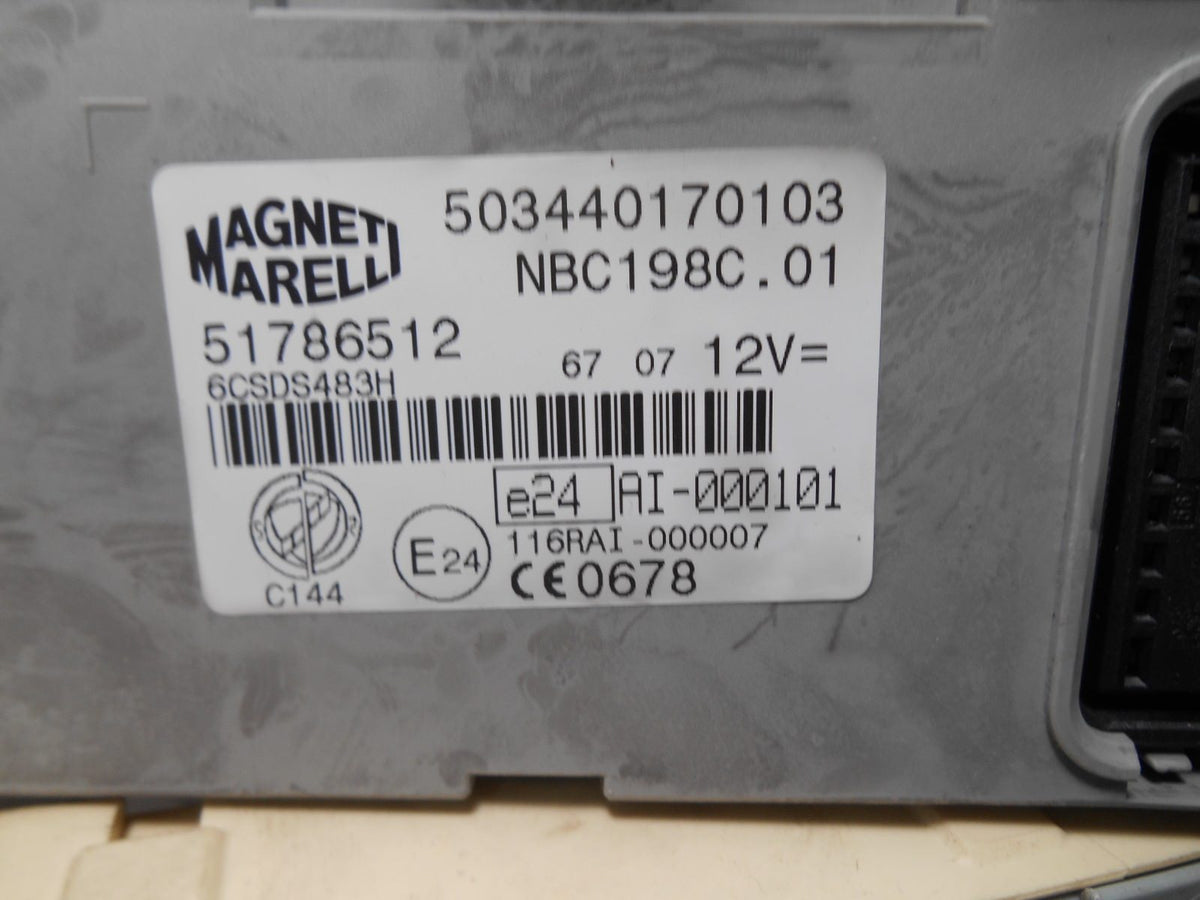 MAGNETI
MARELLI
503440170103
NBC198C.01
51786512
67 07 12V=
6CSDS483H
e24 AI-000101
116RAI-000007
E24
CE0678
C144